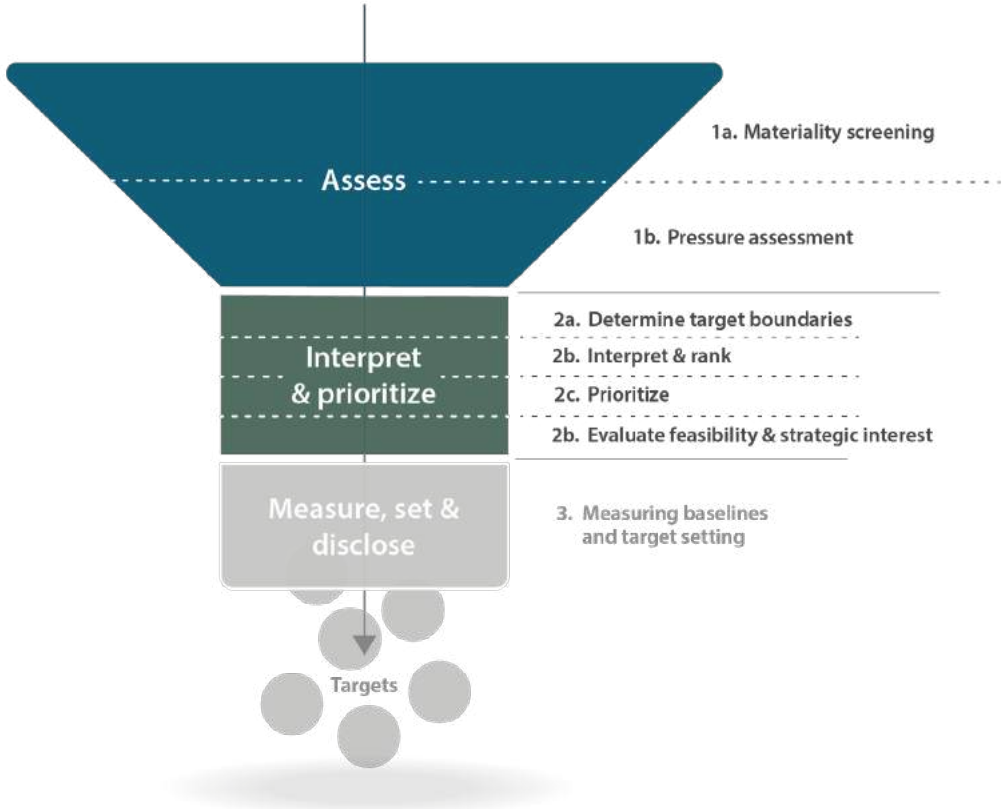 1a. Materiality screening
Assess
1b. Pressure assessment
2a. Determine target boundaries
Interpret
& prioritize
2b. Interpret & rank
2c. Prioritize
2b. Evaluate feasibility & strategic interest
Measure, set &
disclose
3. Measuring baselines
and target setting
Targets